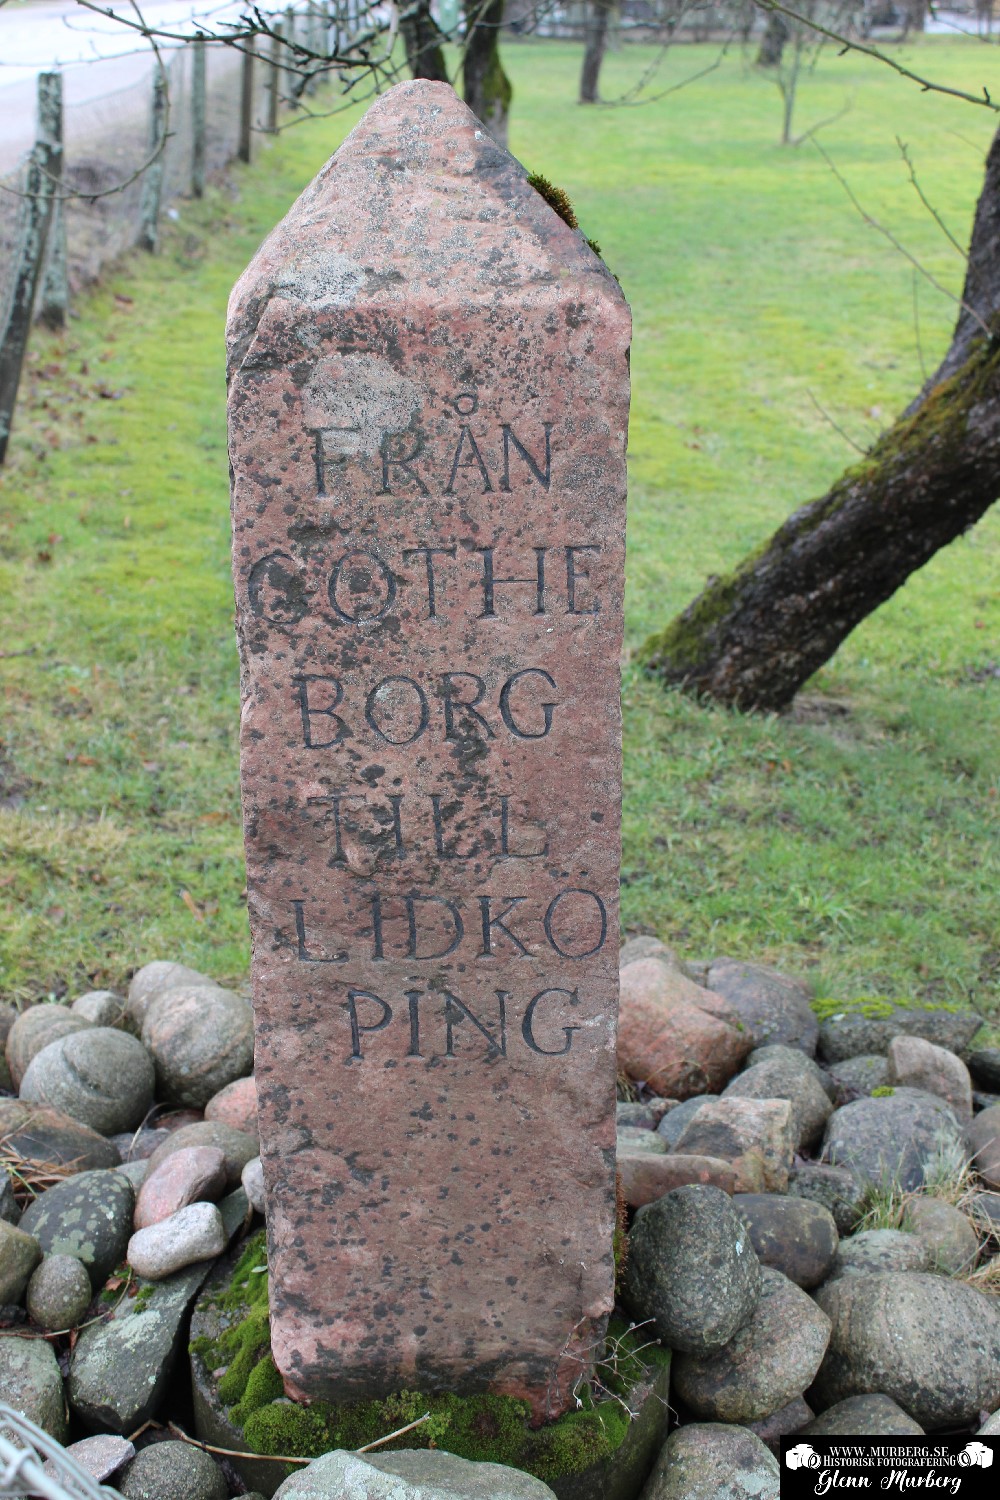 FRÅN
GOTHE
BORG
TILL
LIDKÖ
PING
WWW.MURBERG.SE
HISTORISK FOTOGRAFERING
Glenn Murberg